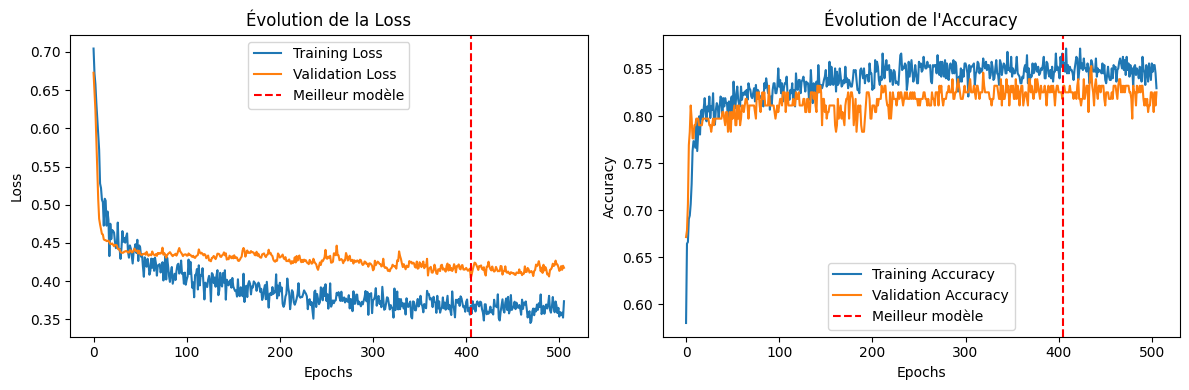 Évolution de la Loss
Loss
0.70
0.65
0.60
0.55
0.50
0.45
0.40
0.35
Training Loss
Validation Loss
Meilleur modèle
0
100
200
300
400
500
Epochs
Évolution de l'Accuracy
Accuracy
0.85
0.80
0.75
0.70
0.65
0.60
Training Accuracy
Validation Accuracy
Meilleur modèle
0
100
200
300
400
500
Epochs